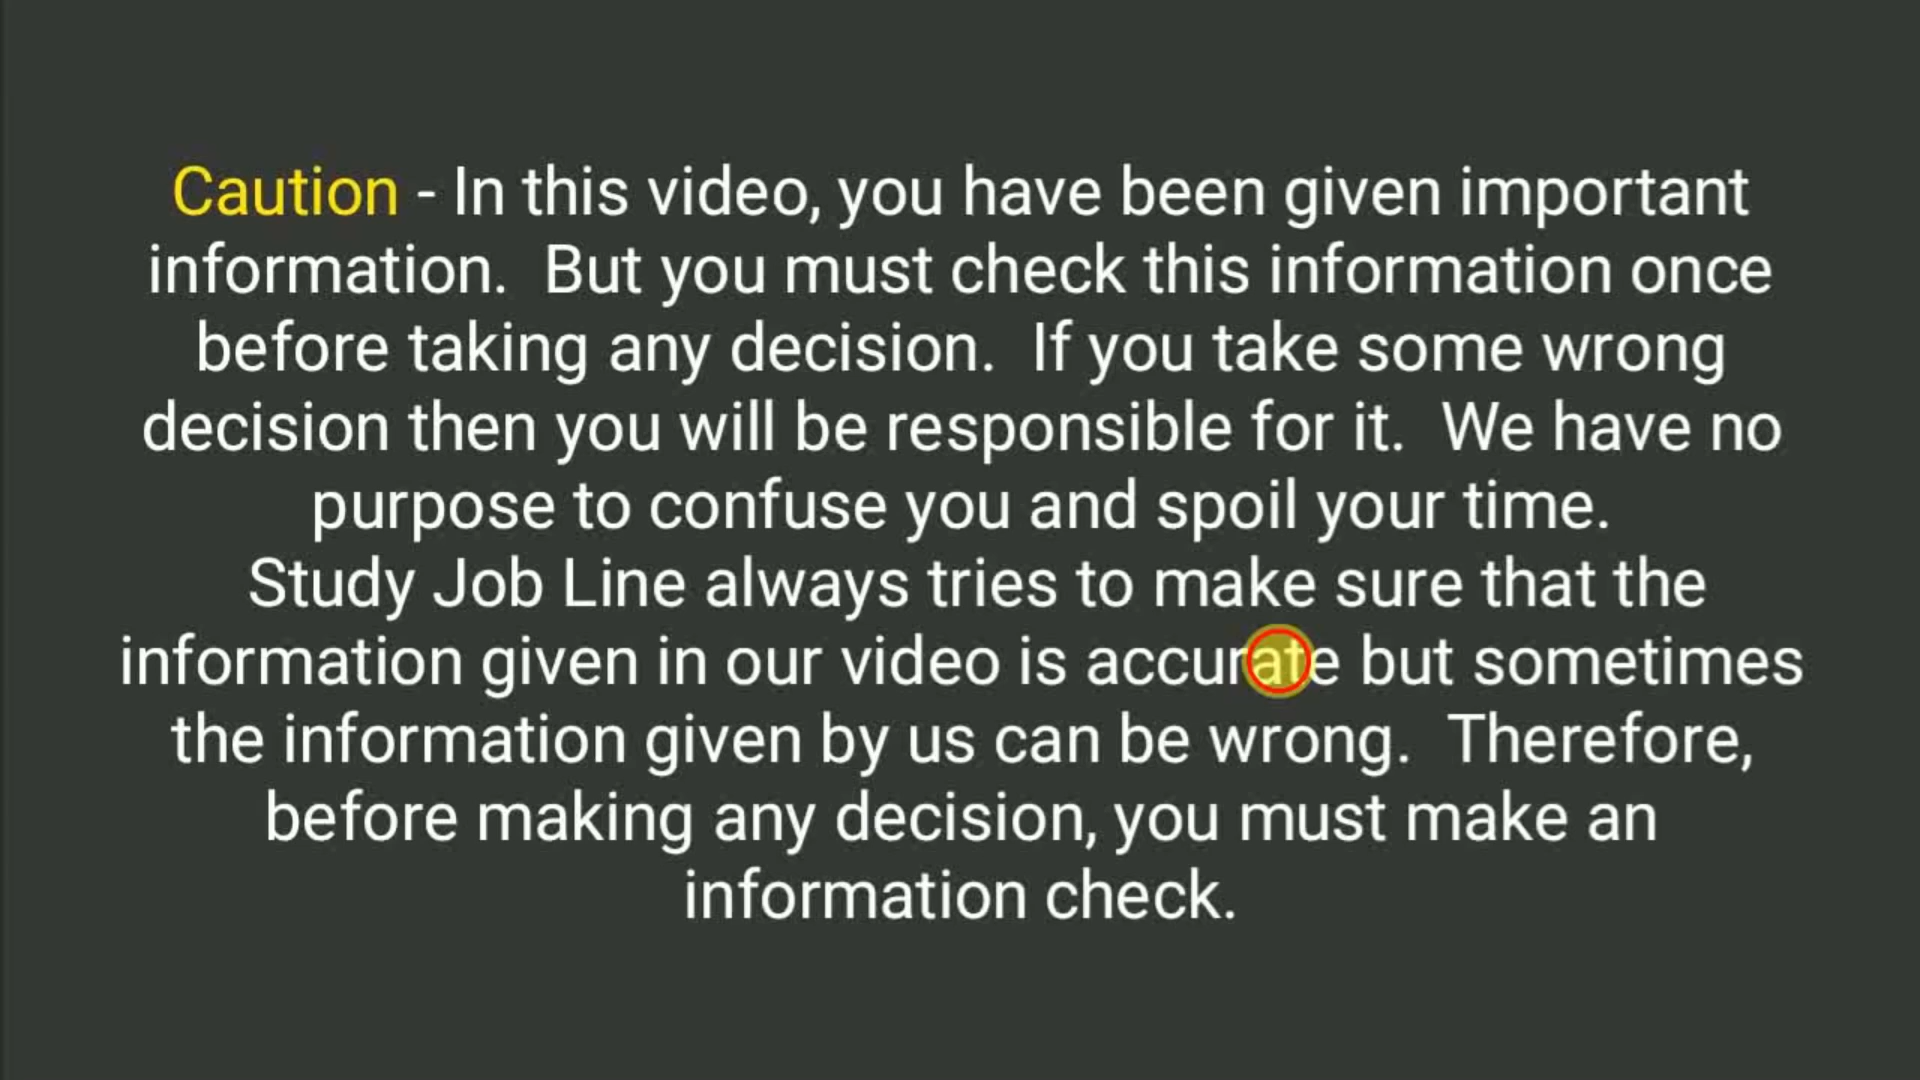 Caution - In this video, you have been given important
information.  But you must check this information once
before taking any decision.  If you take some wrong
decision then you will be responsible for it.  We have no
purpose to confuse you and spoil your time.
Study Job Line always tries to make sure that the
information given in our video is accurate but sometimes
the information given by us can be wrong.  Therefore,
before making any decision, you must make an
information check.